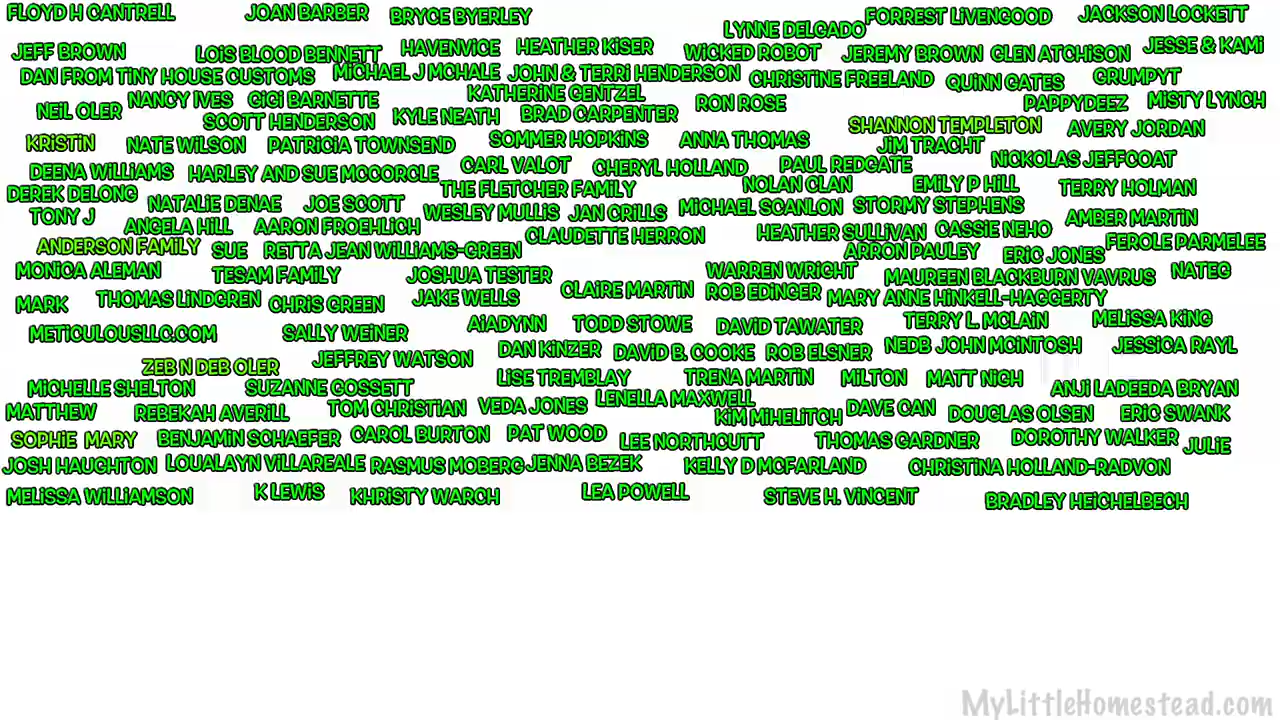 FLOYD H CANTRELL JOAN BARBER BRYCE BYERLEY LYNNE DELGADO FORREST LIVENGOOD JACKSON LOCKETT
JEFF BROWN LOIS BLOOD BENNETT HAVENVICE HEATHER KISER WICKED ROBOT JEREMY BROWN GLEN ATCHISON JESSE & KAMI
DAN FROM TINY HOUSE CUSTOMS MICHAEL J MCHALE JOHN & TERRI HENDERSON CHRISTINE FREELAND QUINN GATES GRUMPYT
NEIL OLER NANCY IVES GIGI BARNETTE KATHERINE GENTZEL RON ROSE PAPPYDEEZ MISTY LYNCH
SCOTT HENDERSON KYLE NEATH BRAD CARPENTER SHANNON TEMPLETON AVERY JORDAN
KRISTIN NATE WILSON PATRICIA TOWNSEND SOMMER HOPKINS ANNA THOMAS JIM TRACHT
DEENA WILLIAMS HARLEY AND SUE MCCORCLE CARL VALOT CHERYL HOLLAND PAUL REDGATE NICKOLAS JEFFCOAT
DEREK DELONG NATALIE DENAE JOE SCOTT THE FLETCHER FAMILY NOLAN CLAN EMILY P HILL TERRY HOLMAN
TONY J ANGELA HILL AARON FROEHLICH WESLEY MULLIS JAN CRILLS MICHAEL SCANLON STORMY STEPHENS AMBER MARTIN
ANDERSON FAMILY SUE RETTA JEAN WILLIAMS-GREEN CLAUDETTE HERRON HEATHER SULLIVAN CASSIE NEHO FEROLE PARMELEE
ARRON PAULEY ERIC JONES
MONICA ALEMAN TESAM FAMILY JOSHUA TESTER WARREN WRIGHT MAUREEN BLACKBURN VAVRUS NATEG
MARK THOMAS LINDGREN CHRIS GREEN JAKE WELLS CLAIRE MARTIN ROB EDINGER MARY ANNE HINKELL-HAGGERTY
METICULOUSLLC.COM SALLY WEINER AIADYNN TODD STOWE DAVID TAWATER TERRY L. MCLAIN MELISSA KING
ZEB N DEB OLER JEFFREY WATSON DAN KINZER DAVID B. COOKE ROB ELSNER NEDB JOHN MCINTOSH JESSICA RAYL
MICHELLE SHELTON SUZANNE GOSSETT LISE TREMBLAY TRENA MARTIN MILTON MATT NIGH ANJI LADEEDA BRYAN
MATTHEW REBEKAH AVERILL TOM CHRISTIAN VEDA JONES LENELLA MAXWELL KIM MIHELITCH DAVE CAN DOUGLAS OLSEN ERIC SWANK
SOPHIE MARY BENJAMIN SCHAEFER CAROL BURTON PAT WOOD LEE NORTHCUTT THOMAS GARDNER DOROTHY WALKER JULIE
JOSH HAUGHTON LOUALAYN VILLAREALE RASMUS MOBERG JENNA BEZEK KELLY D MCFARLAND CHRISTINA HOLLAND-RADVON
MELISSA WILLIAMSON K LEWIS KHRISTY WARCH LEA POWELL STEVE H. VINCENT BRADLEY HEICHELBECH
MyLittleHomestead.com